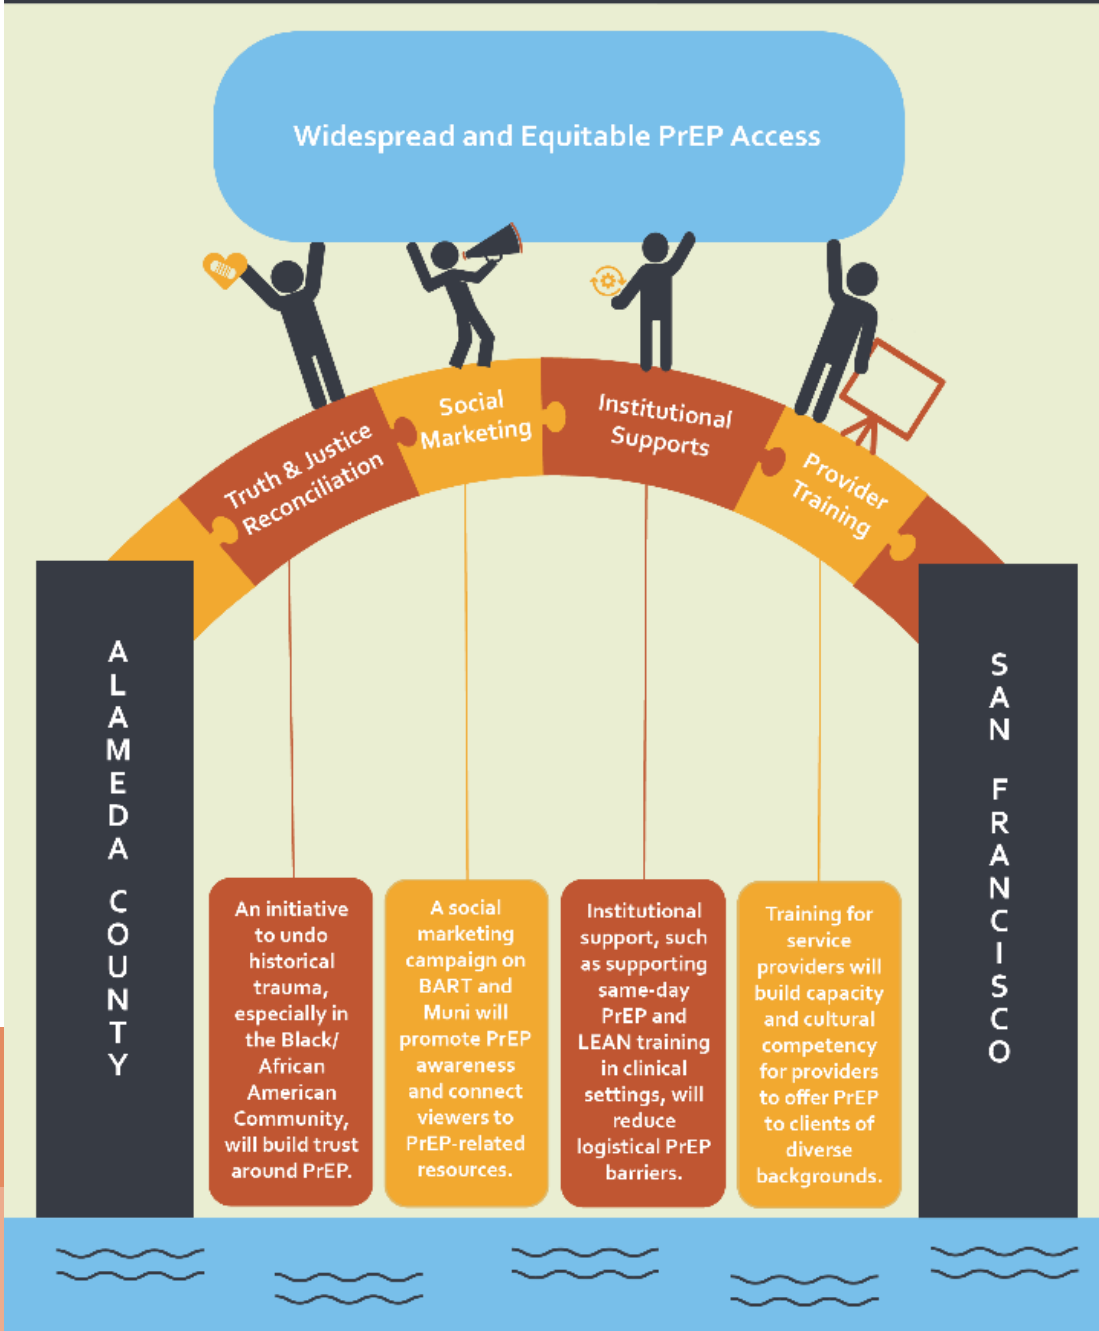 Widespread and Equitable PrEP Access
Truth & Justice
Reconciliation
Social
Marketing
Institutional
Supports
Provider
Training
ALAMEDA COUNTY
SAN FRANCISCO
An initiative
to undo
historical
trauma,
especially in
the Black/
African
American
Community,
will build trust
around PrEP.
A social
marketing
campaign on
BART and
Muni will
promote PrEP
awareness
and connect
viewers to
PrEP-related
resources.
Institutional
support, such
as supporting
same-day
PrEP and
LEAN training
in clinical
settings, will
reduce
logistical PrEP
barriers.
Training for
service
providers will
build capacity
and cultural
competency
for providers
to offer PrEP
to clients of
diverse
backgrounds.